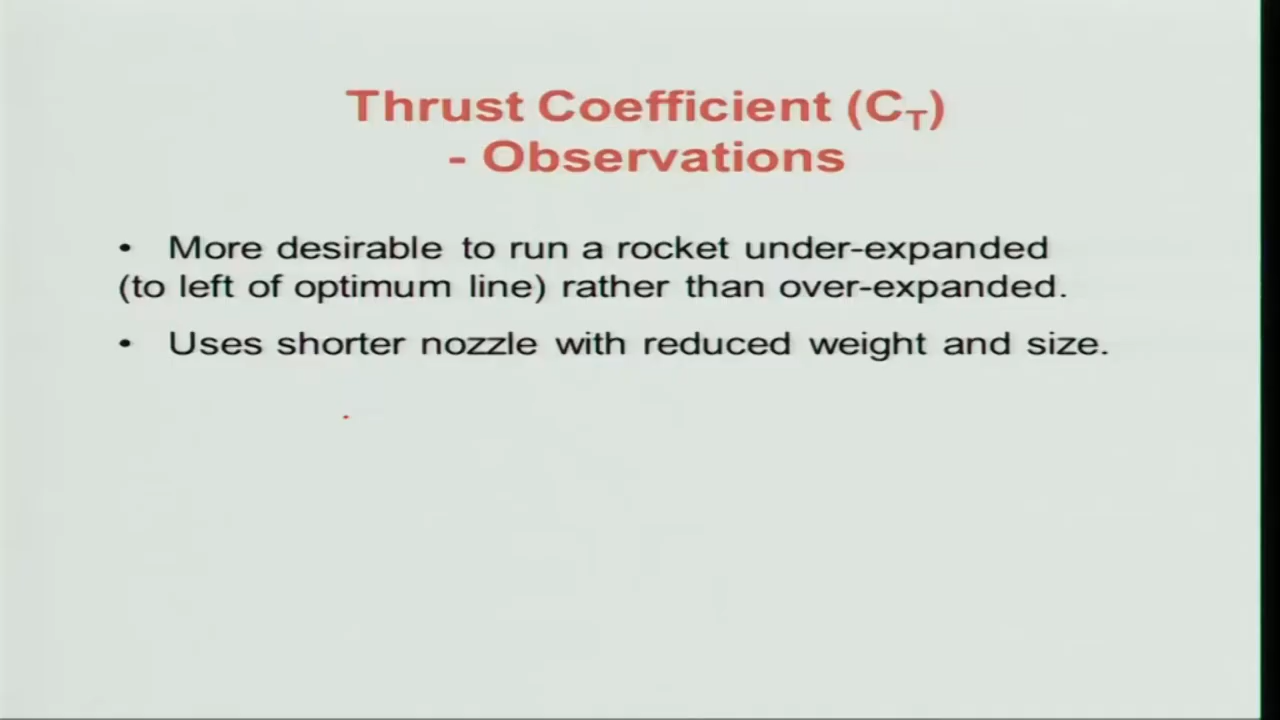 Thrust Coefficient (C_T)
- Observations
• More desirable to run a rocket under-expanded
(to left of optimum line) rather than over-expanded.
• Uses shorter nozzle with reduced weight and size.